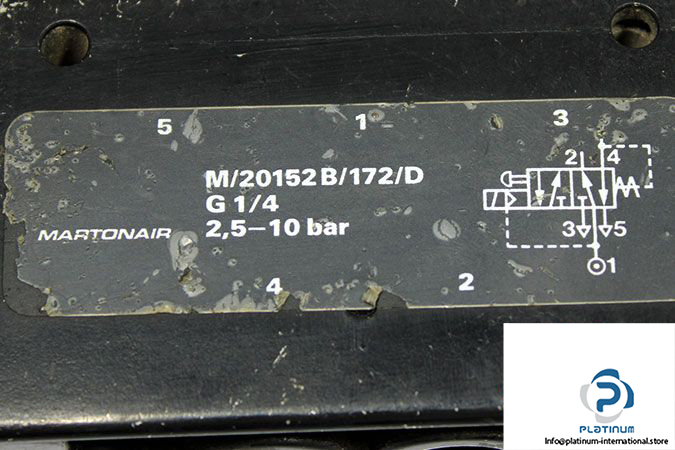 5 1 3
M/20152 B/172/D
G 1/4
2,5–10 bar
MARTONAIR
4 2
2 4
3 5
1
PLATINUM
Info@platinum-international.store